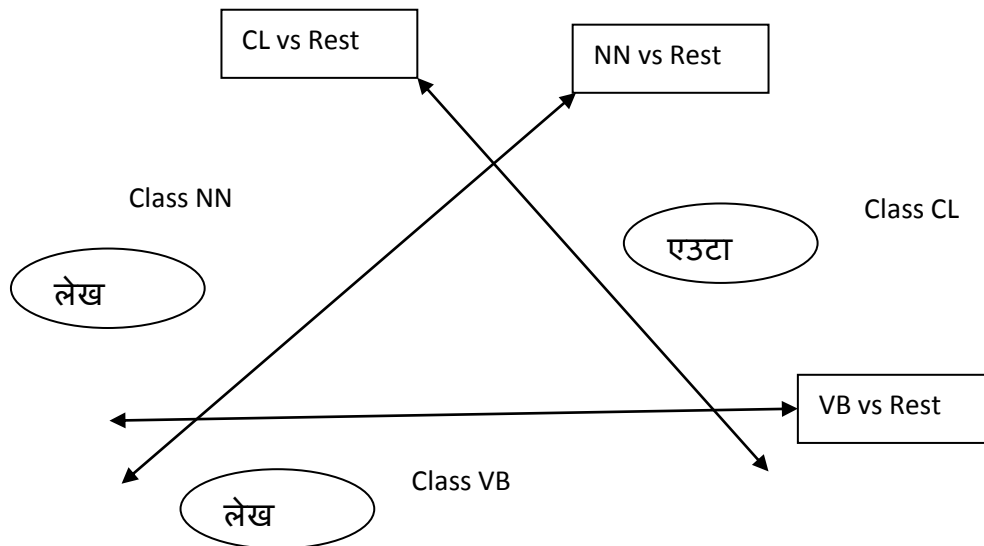 CL vs Rest
NN vs Rest
Class NN
Class CL
एउटा
लेख
VB vs Rest
Class VB
लेख